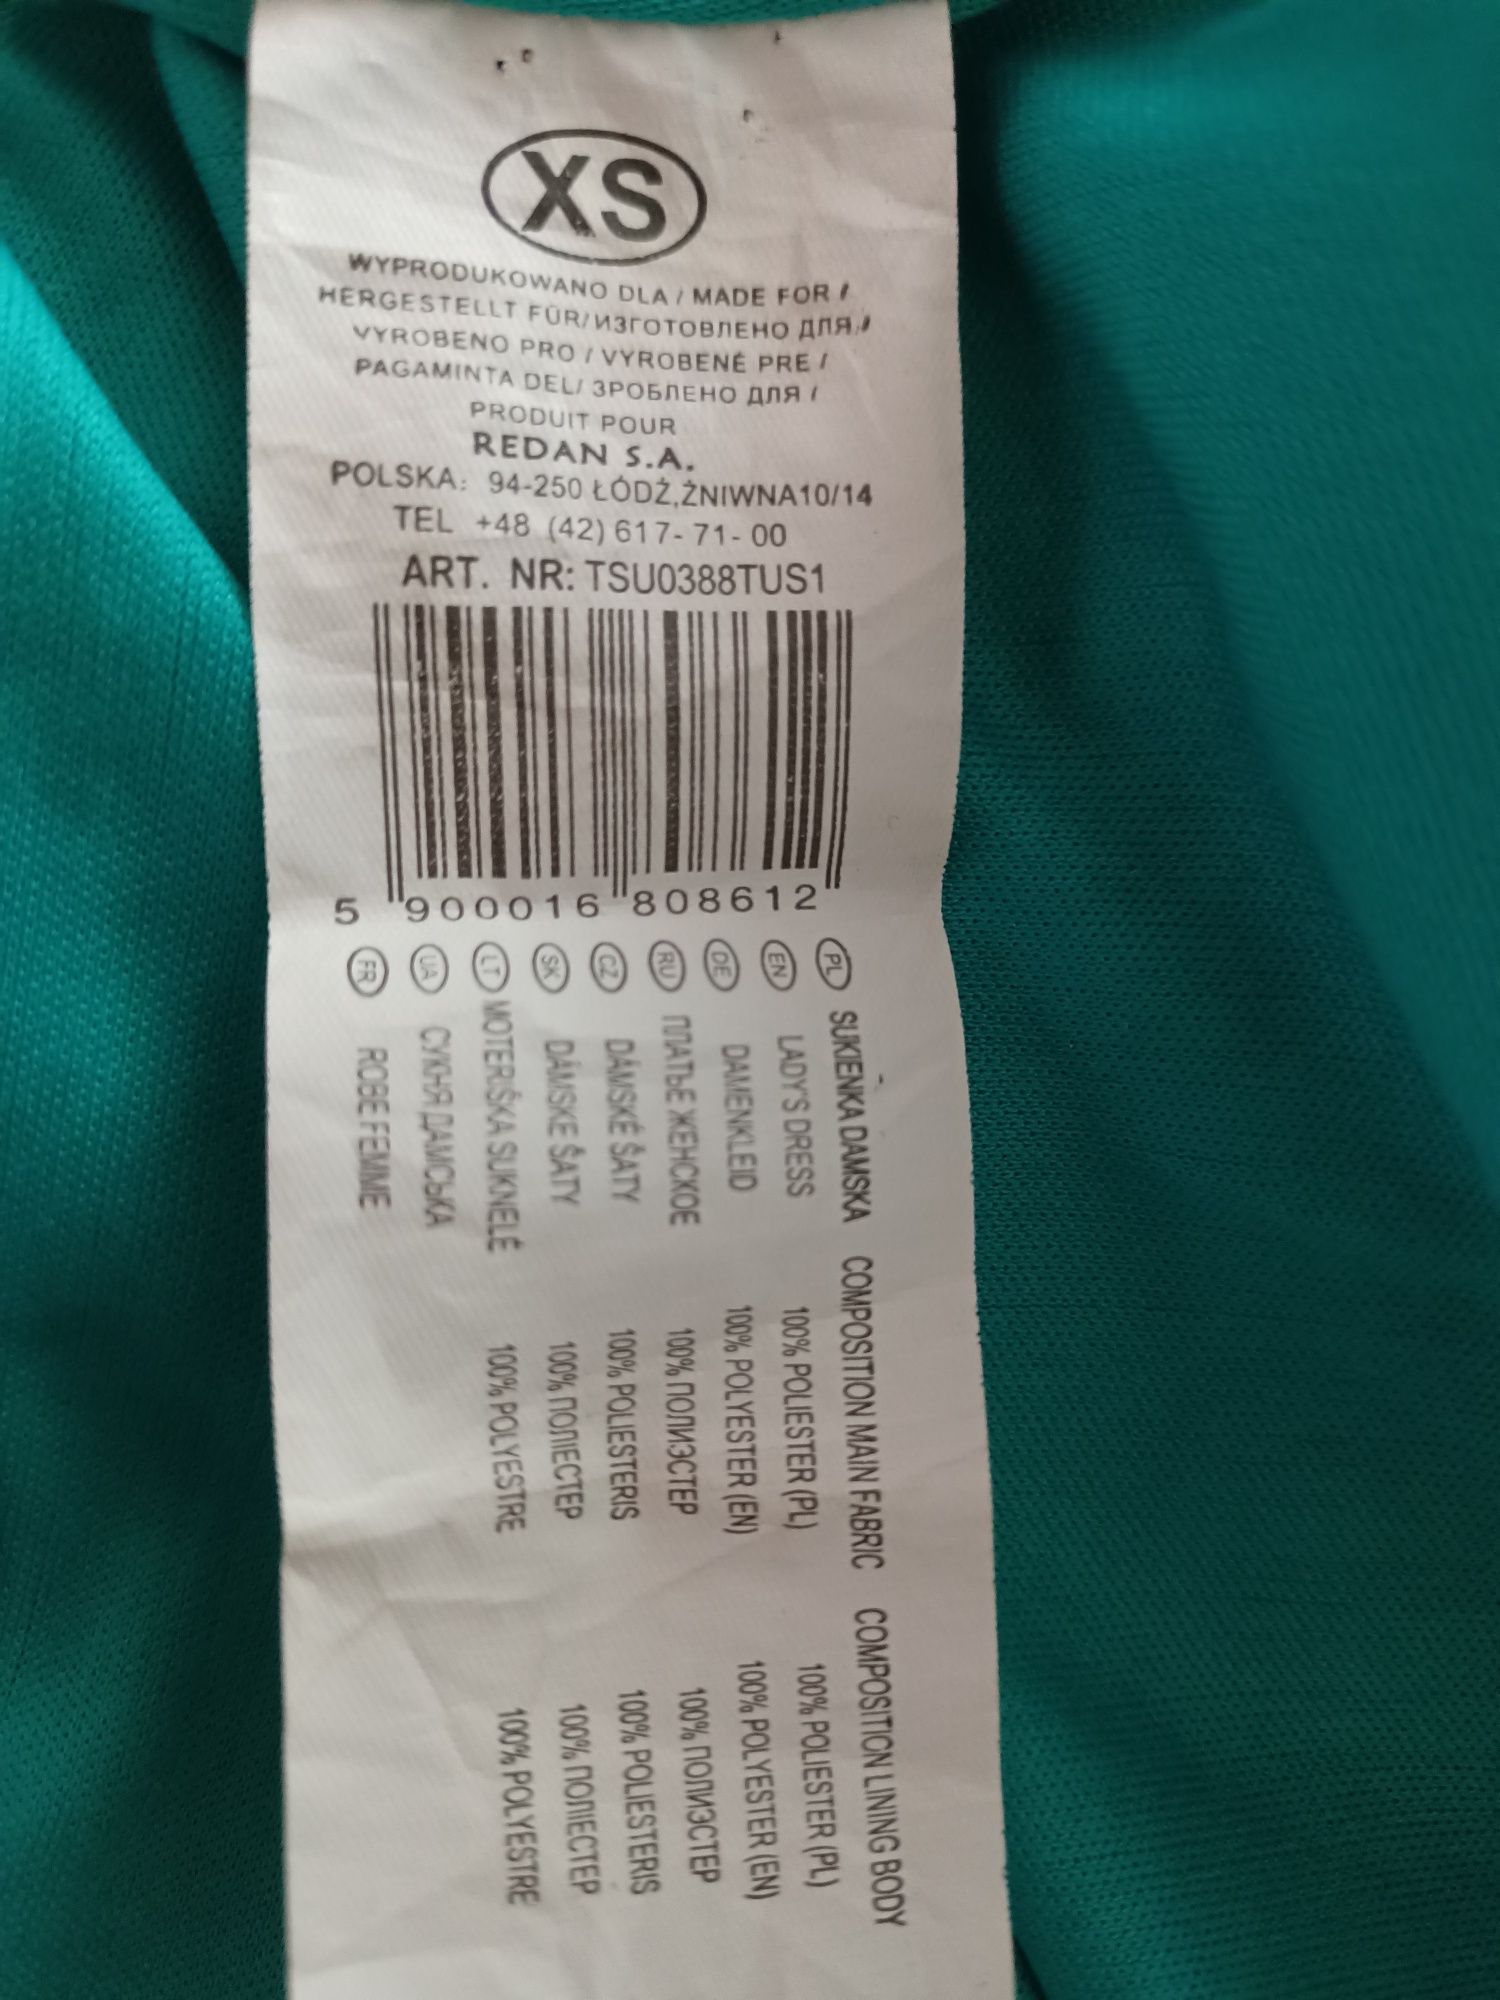 XS
WYPRODUKOWANO DLA / MADE FOR /
HERGESTELLT FÜR/ИЗГОТОВЛЕНО ДЛЯ/
VYROBENO PRO / VYROBENÉ PRE /
PAGAMINTA DEL/ ЗРОБЛЕНО ДЛЯ /
PRODUIT POUR
REDAN S.A.
POLSKA: 94-250 ŁÓDŹ,ŻNIWNA10/14
TEL +48 (42) 617-71-00
ART. NR: TSU0388TUS1
5 900016 808612
PL SUKIENKA DAMSKA
EN LADY'S DRESS
DE DAMENKLEID
RU ПЛАТЬЕ ЖЕНСКОЕ
CZ DÁMSKÉ ŠATY
SK DÁMSKE ŠATY
LT MOTERIŠKA SUKNELĖ
UA СУКНЯ ДАМСЬКА
FR ROBE FEMME
COMPOSITION MAIN FABRIC
100% POLIESTER (PL)
100% POLYESTER (EN)
100% ПОЛИЭСТЕР
100% POLIESTERIS
100% ПОЛІЕСТЕР
100% POLYESTRE
COMPOSITION LINING BODY
100% POLIESTER (PL)
100% POLYESTER (EN)
100% ПОЛИЭСТЕР
100% POLIESTERIS
100% ПОЛІЕСТЕР
100% POLYESTRE